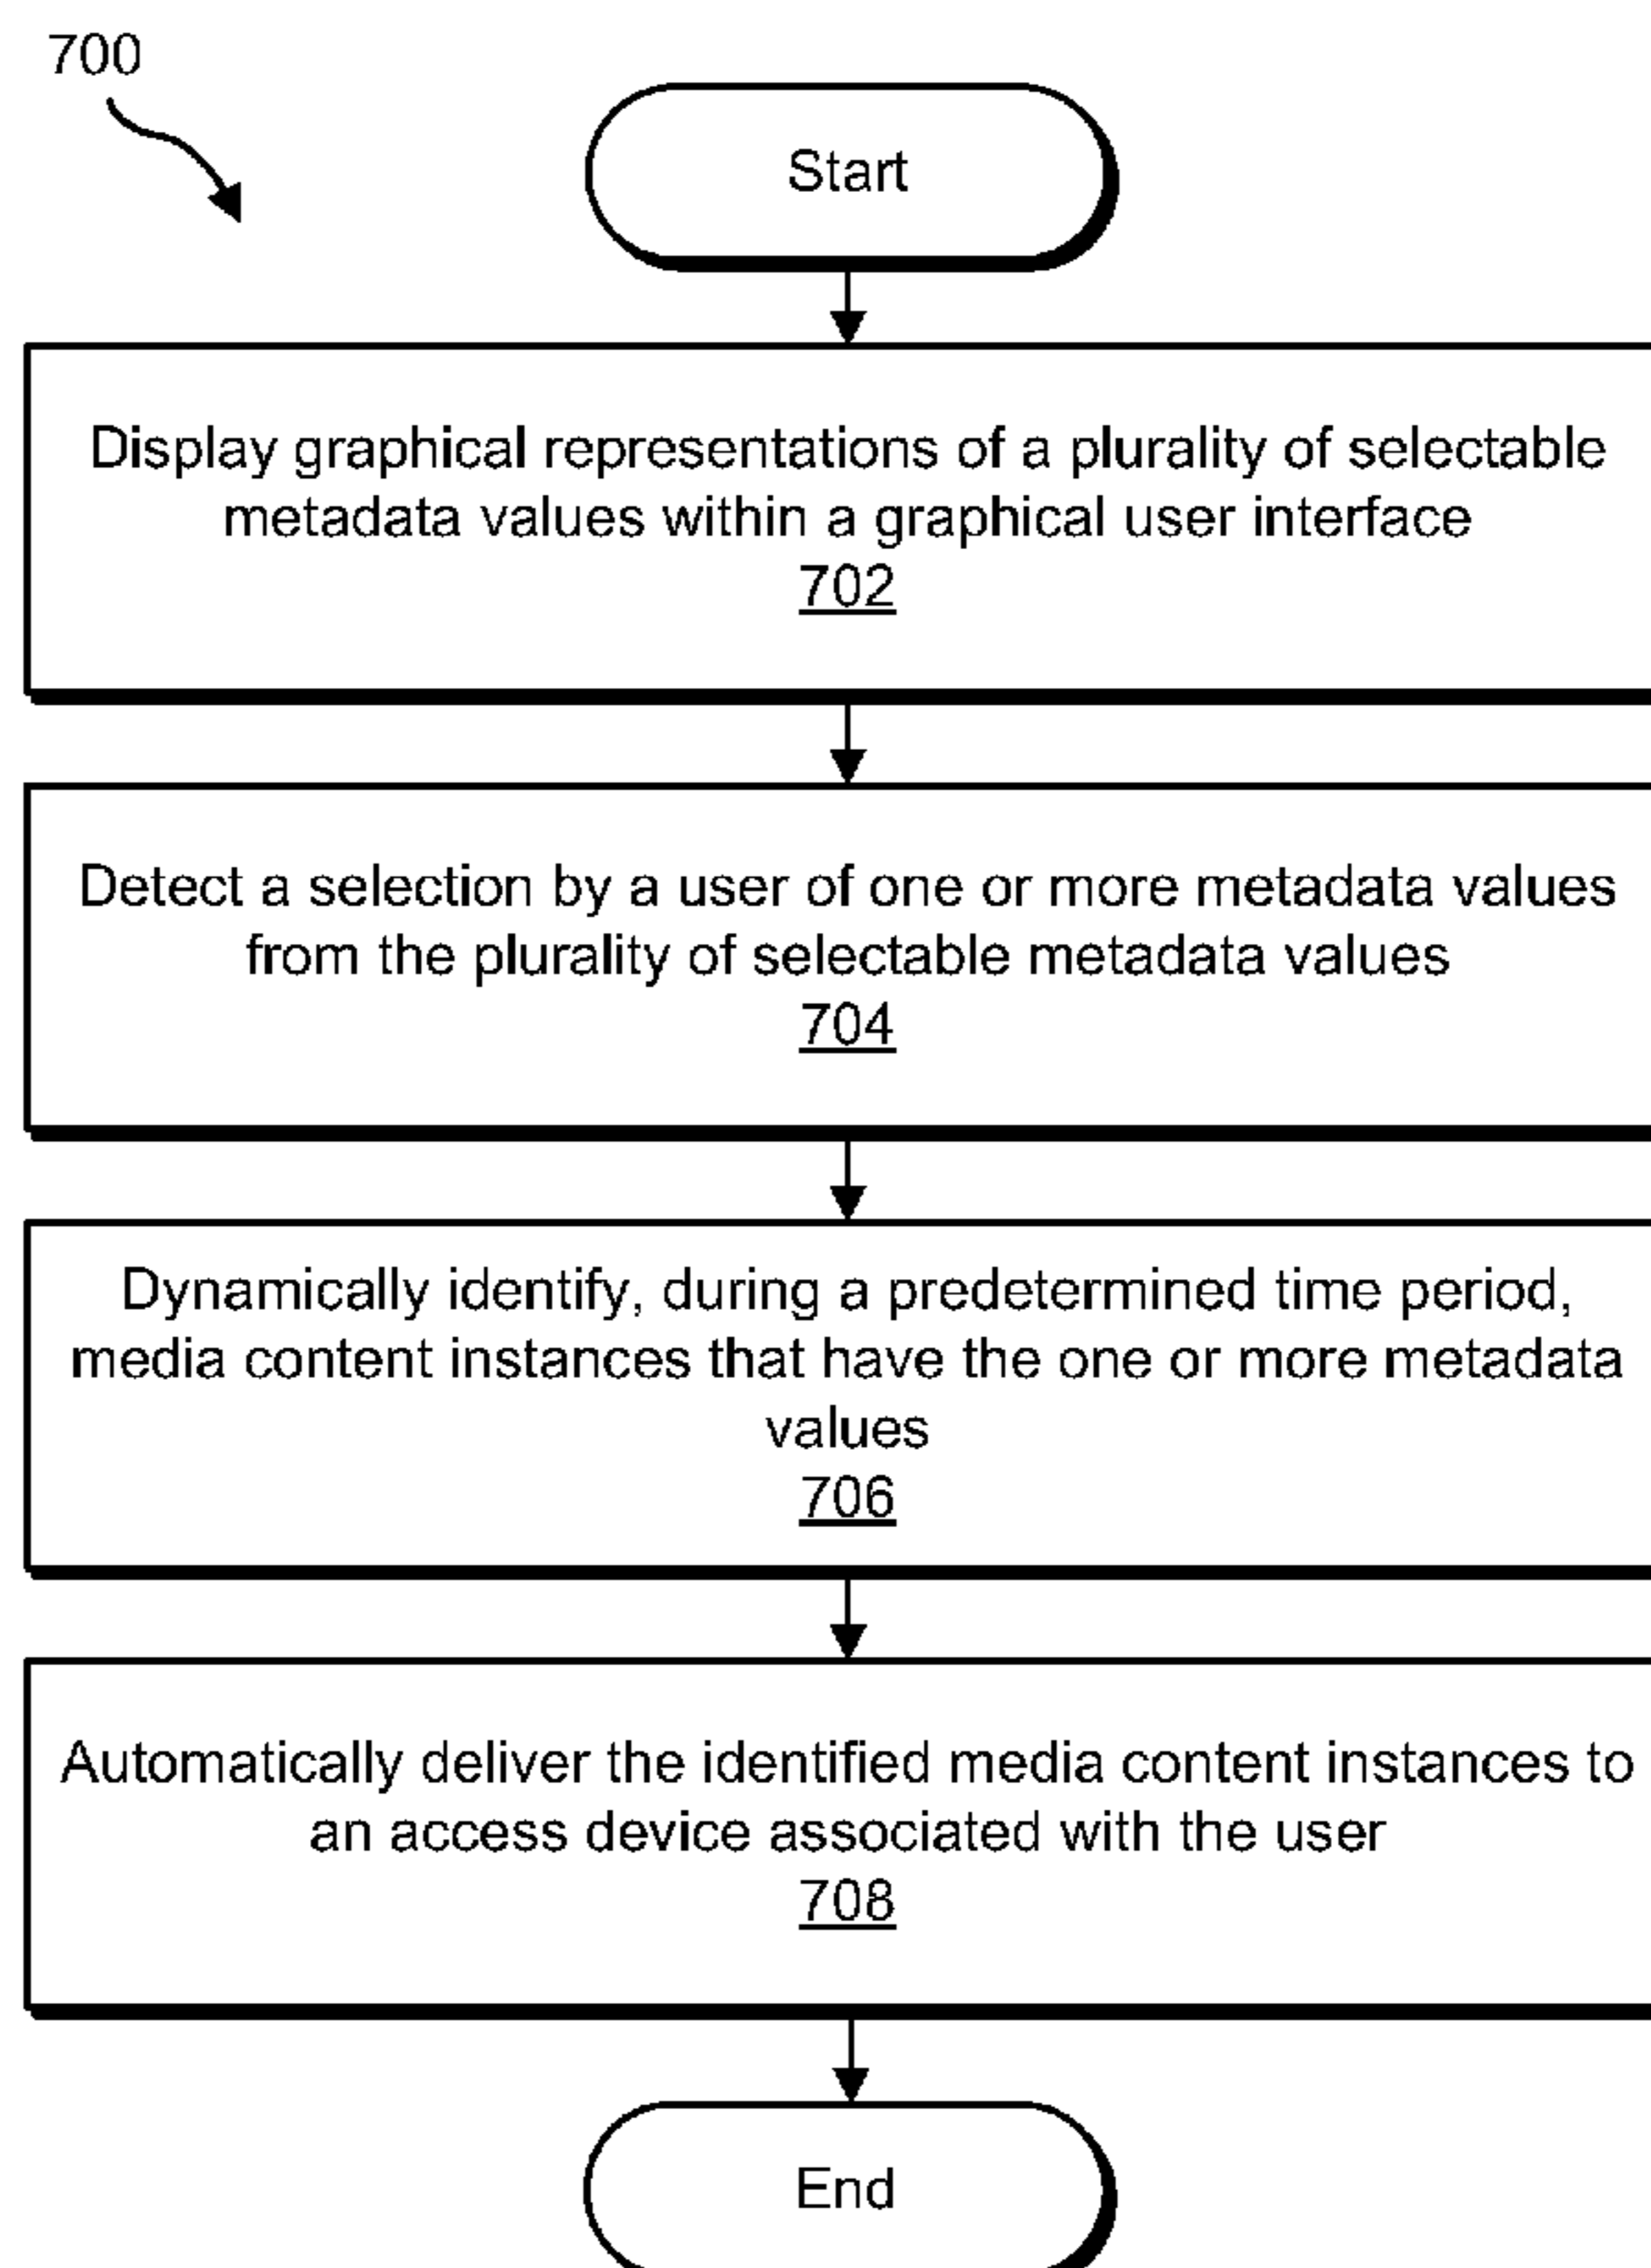 700
Start
Display graphical representations of a plurality of selectable
metadata values within a graphical user interface
702
Detect a selection by a user of one or more metadata values
from the plurality of selectable metadata values
704
Dynamically identify, during a predetermined time period,
media content instances that have the one or more metadata
values
706
Automatically deliver the identified media content instances to
an access device associated with the user
708
End